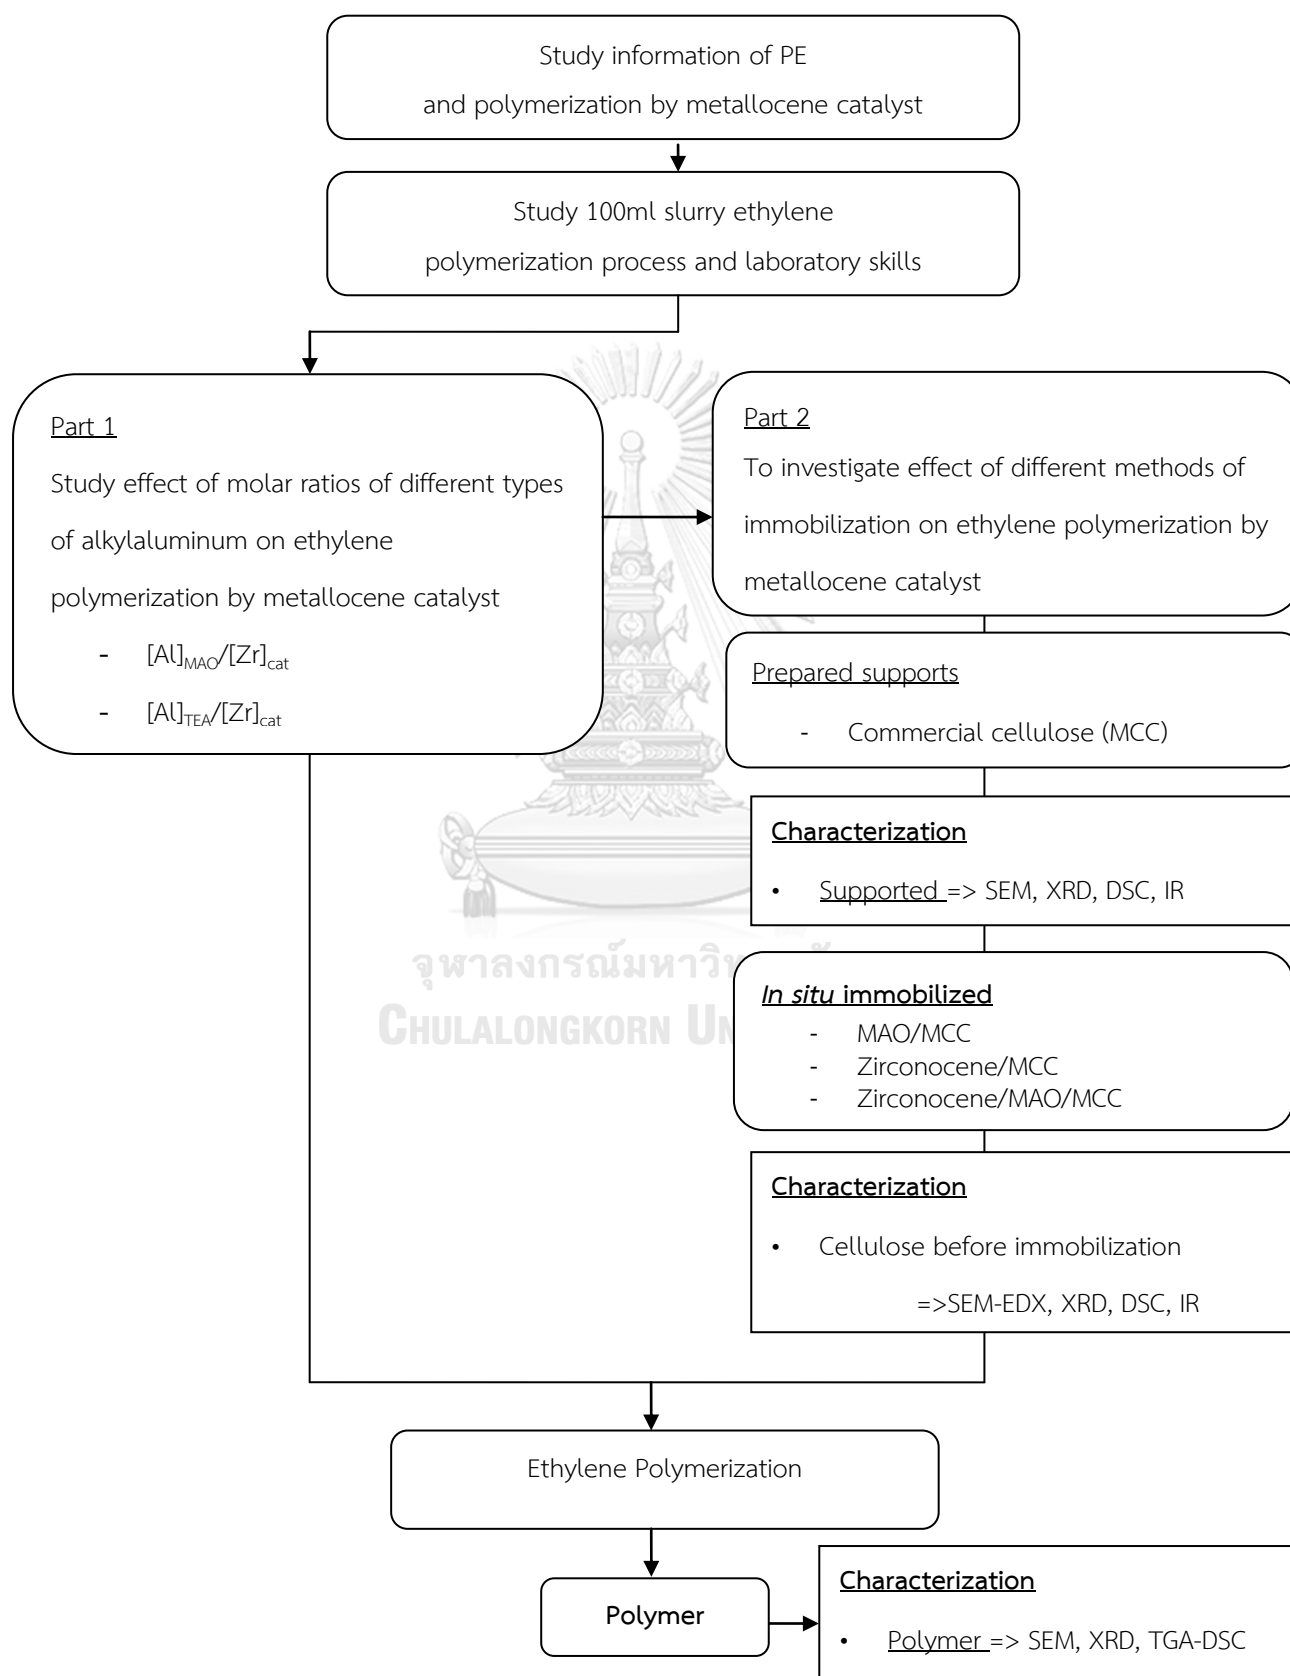 Study information of PE
and polymerization by metallocene catalyst
Study 100ml slurry ethylene
polymerization process and laboratory skills
Part 1
Study effect of molar ratios of different types
of alkylaluminum on ethylene
polymerization by metallocene catalyst
- [Al]MAO/[Zr]cat
- [Al]TEA/[Zr]cat
Part 2
To investigate effect of different methods of
immobilization on ethylene polymerization by
metallocene catalyst
Prepared supports
- Commercial cellulose (MCC)
Characterization
• Supported => SEM, XRD, DSC, IR
In situ immobilized
- MAO/MCC
- Zirconocene/MCC
- Zirconocene/MAO/MCC
Characterization
• Cellulose before immobilization
=>SEM-EDX, XRD, DSC, IR
จุฬาลงกรณ์มหาวิท
CHULALONGKORN UN
Ethylene Polymerization
Polymer
Characterization
• Polymer => SEM, XRD, TGA-DSC